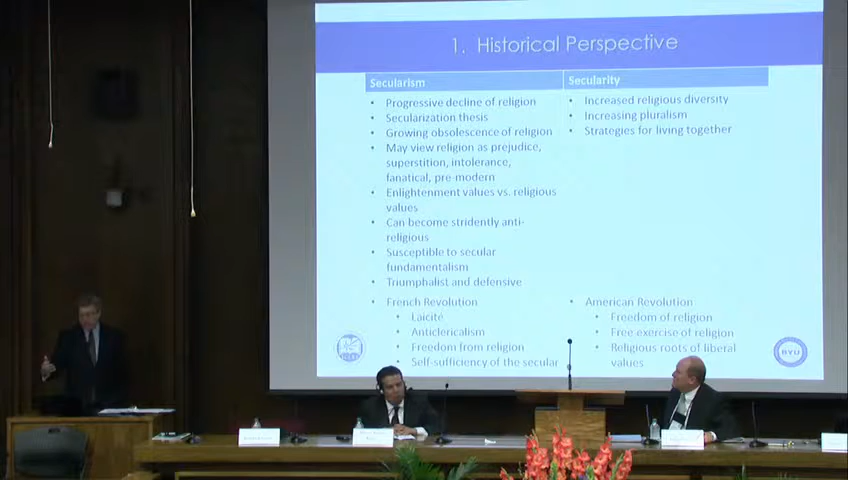 1. Historical Perspective
Secularism
Secularity
• Progressive decline of religion
• Secularization thesis
• Growing obsolescence of religion
• May view religion as prejudice,
superstition, intolerance,
fanatical, pre-modern
• Enlightenment values vs. religious
values
• Can become stridently anti-
religious
• Susceptible to secular
fundamentalism
• Triumphalist and defensive
• Increased religious diversity
• Increasing pluralism
• Strategies for living together
• French Revolution
• Laicité
• Anticlericalism
• Freedom from religion
• Self-sufficiency of the secular
• American Revolution
• Freedom of religion
• Free exercise of religion
• Religious roots of liberal
values
BYU